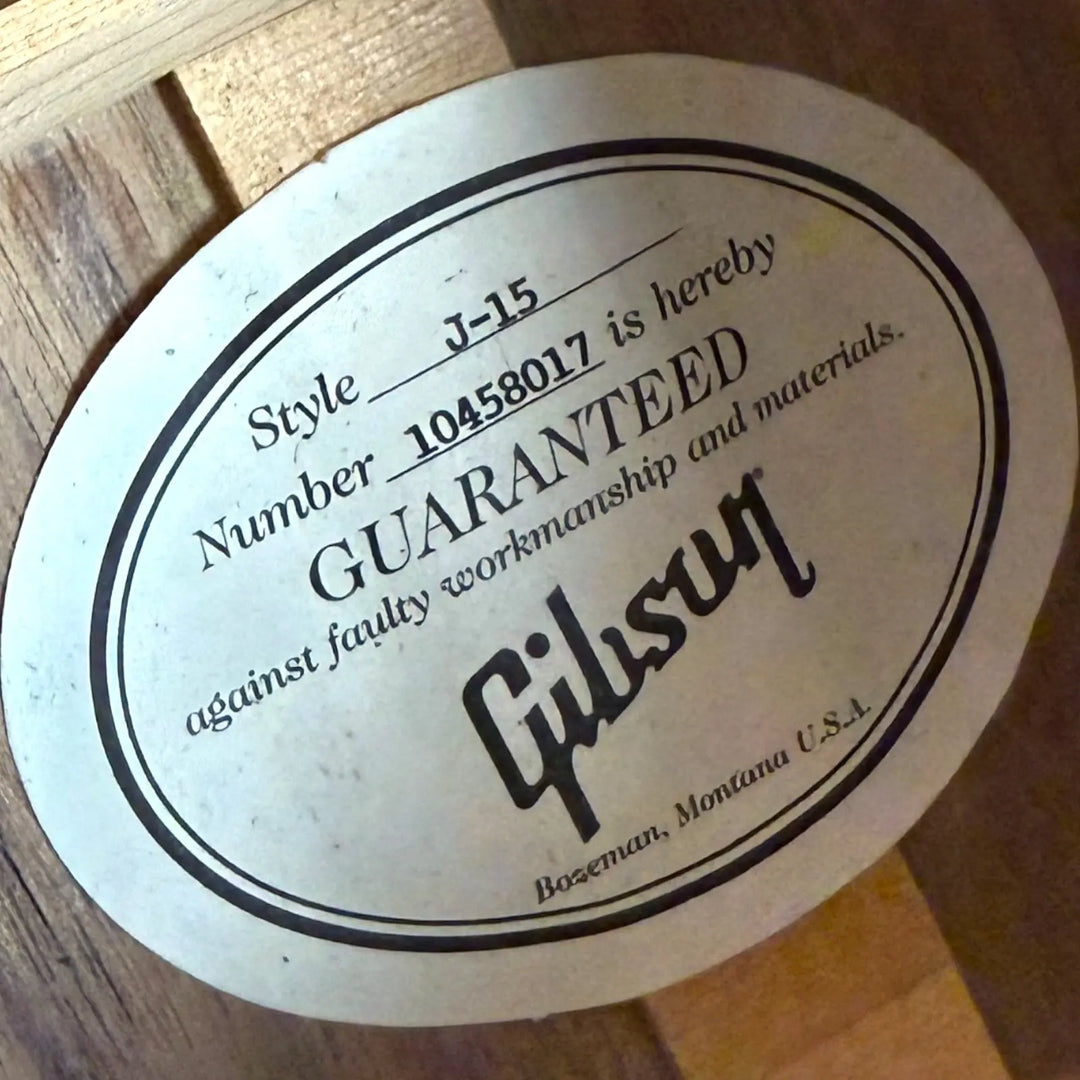 Style J-15
Number 10458017 is hereby
GUARANTEED
against faulty workmanship and materials.
Gibson
Bozeman, Montana U.S.A.